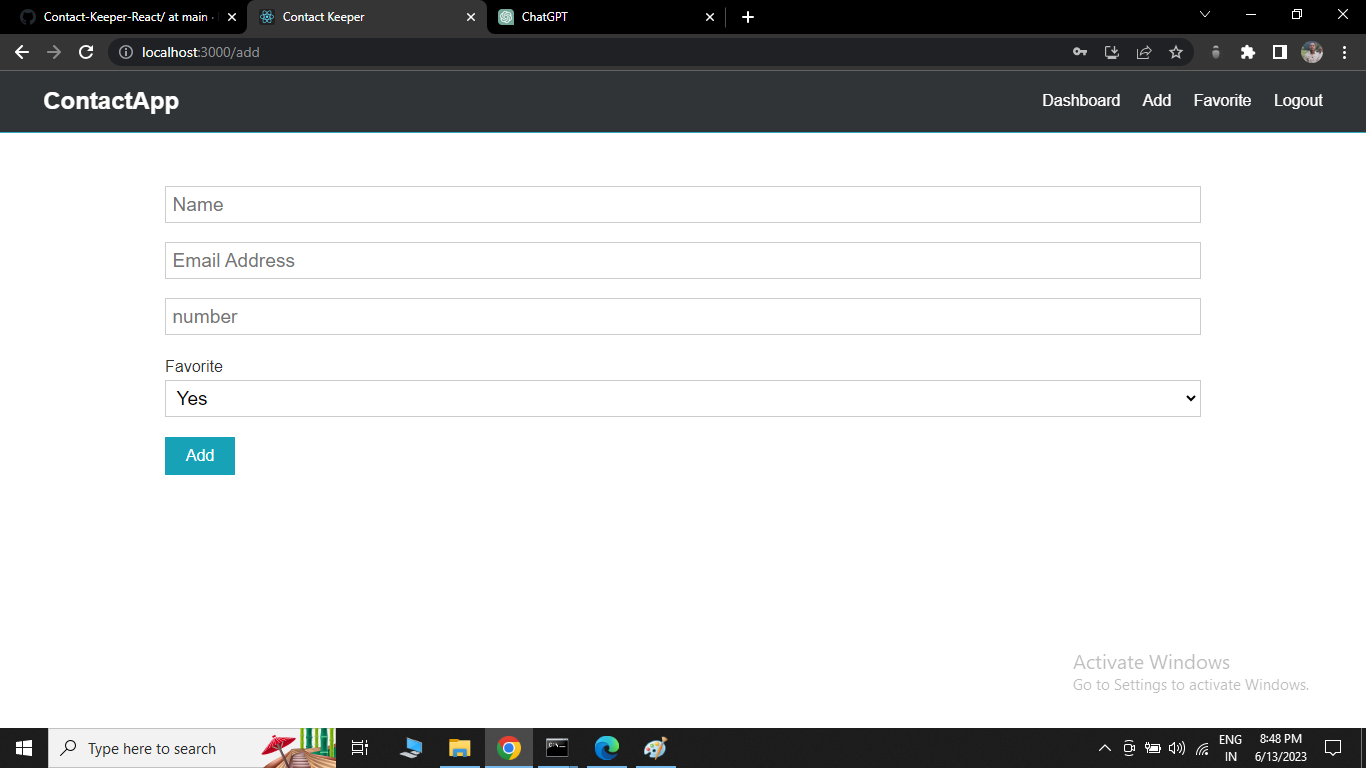 Contact-Keeper-React/ at main ·
Contact Keeper
ChatGPT
localhost:3000/add
ContactApp
Dashboard Add Favorite Logout
Name
Email Address
number
Favorite
Yes
Add
Activate Windows
Go to Settings to activate Windows.
Type here to search
ENG
IN
8:48 PM
6/13/2023